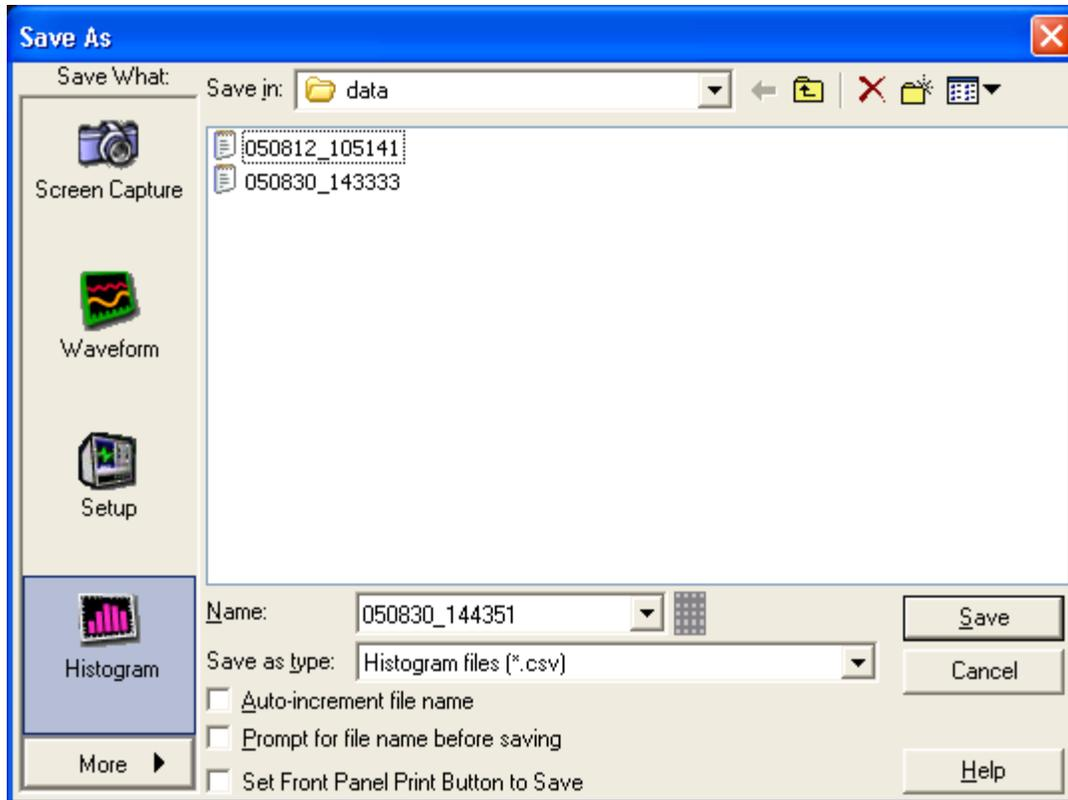 Save As
Save What:
Save in: data
Screen Capture
Waveform
Setup
Histogram
More
050812_105141
050830_143333
Name: 050830_144351
Save as type: Histogram files (*.csv)
Auto-increment file name
Prompt for file name before saving
Set Front Panel Print Button to Save
Save
Cancel
Help